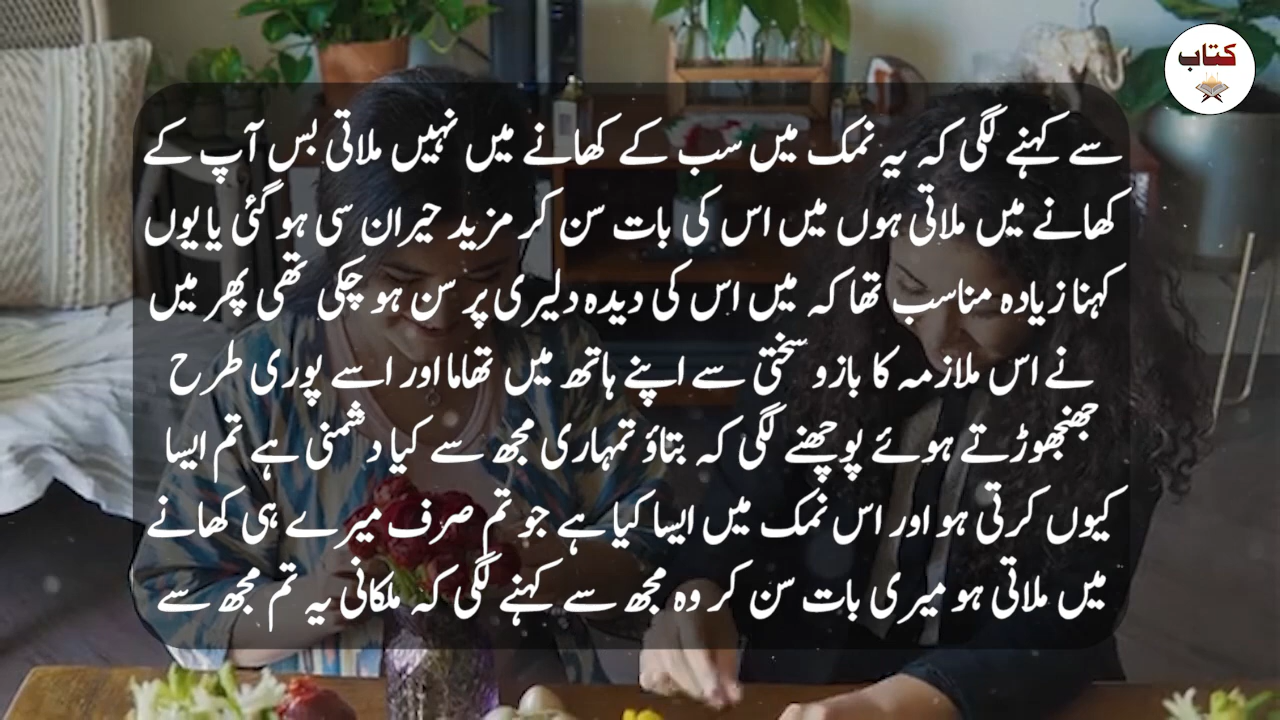 کتاب
سے کہنے لگی کہ یہ نمک میں سب کے کھانے میں نہیں ملاتی بس آپ کے
کھانے میں ملاتی ہوں میں اس کی بات سن کر مزید حیران سی ہو گئی یا یوں
کہنا زیادہ مناسب تھا کہ میں اس کی دیدہ دلیری پر سن ہو چکی تھی پھر میں
نے اس ملازمہ کا بازو سختی سے اپنے ہاتھ میں تھاما اور اسے پوری طرح
جھنجھوڑتے ہوئے پوچھنے لگی کہ بتاؤ تمہاری مجھ سے کیا دشمنی ہے تم ایسا
کیوں کرتی ہو اور اس نمک میں ایسا کیا ہے جو تم صرف میرے ہی کھانے
میں ملاتی ہو میری بات سن کر وہ مجھ سے کہنے لگی کہ ملکانی یہ تم مجھ سے